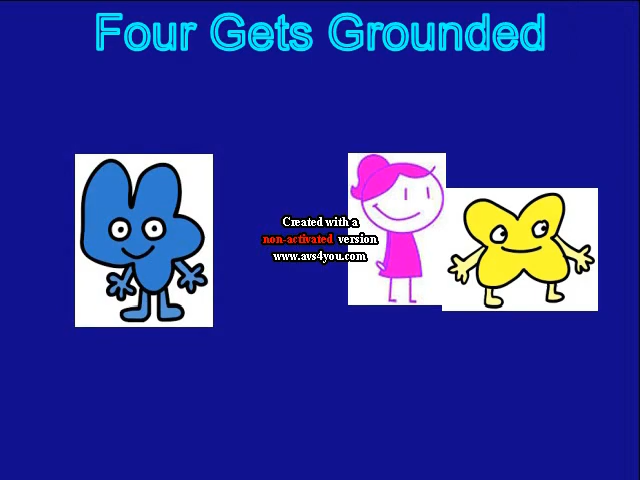 Four Gets Grounded
Created with a
non-activated version
www.avs4you.com